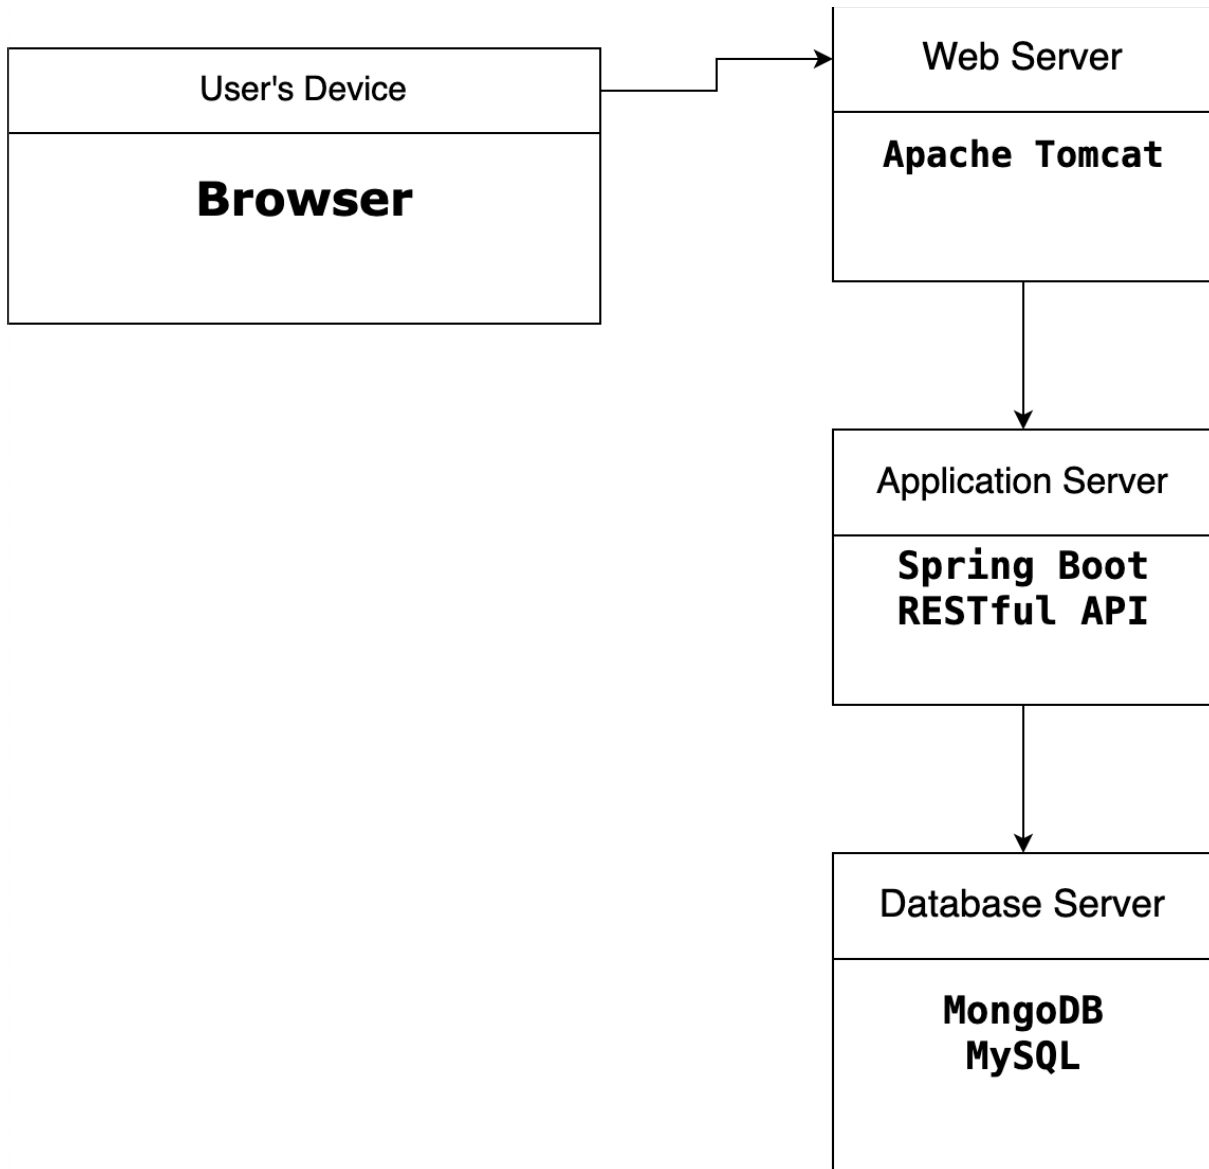 User's Device
Browser
Web Server
Apache Tomcat
Application Server
Spring Boot
RESTful API
Database Server
MongoDB
MySQL